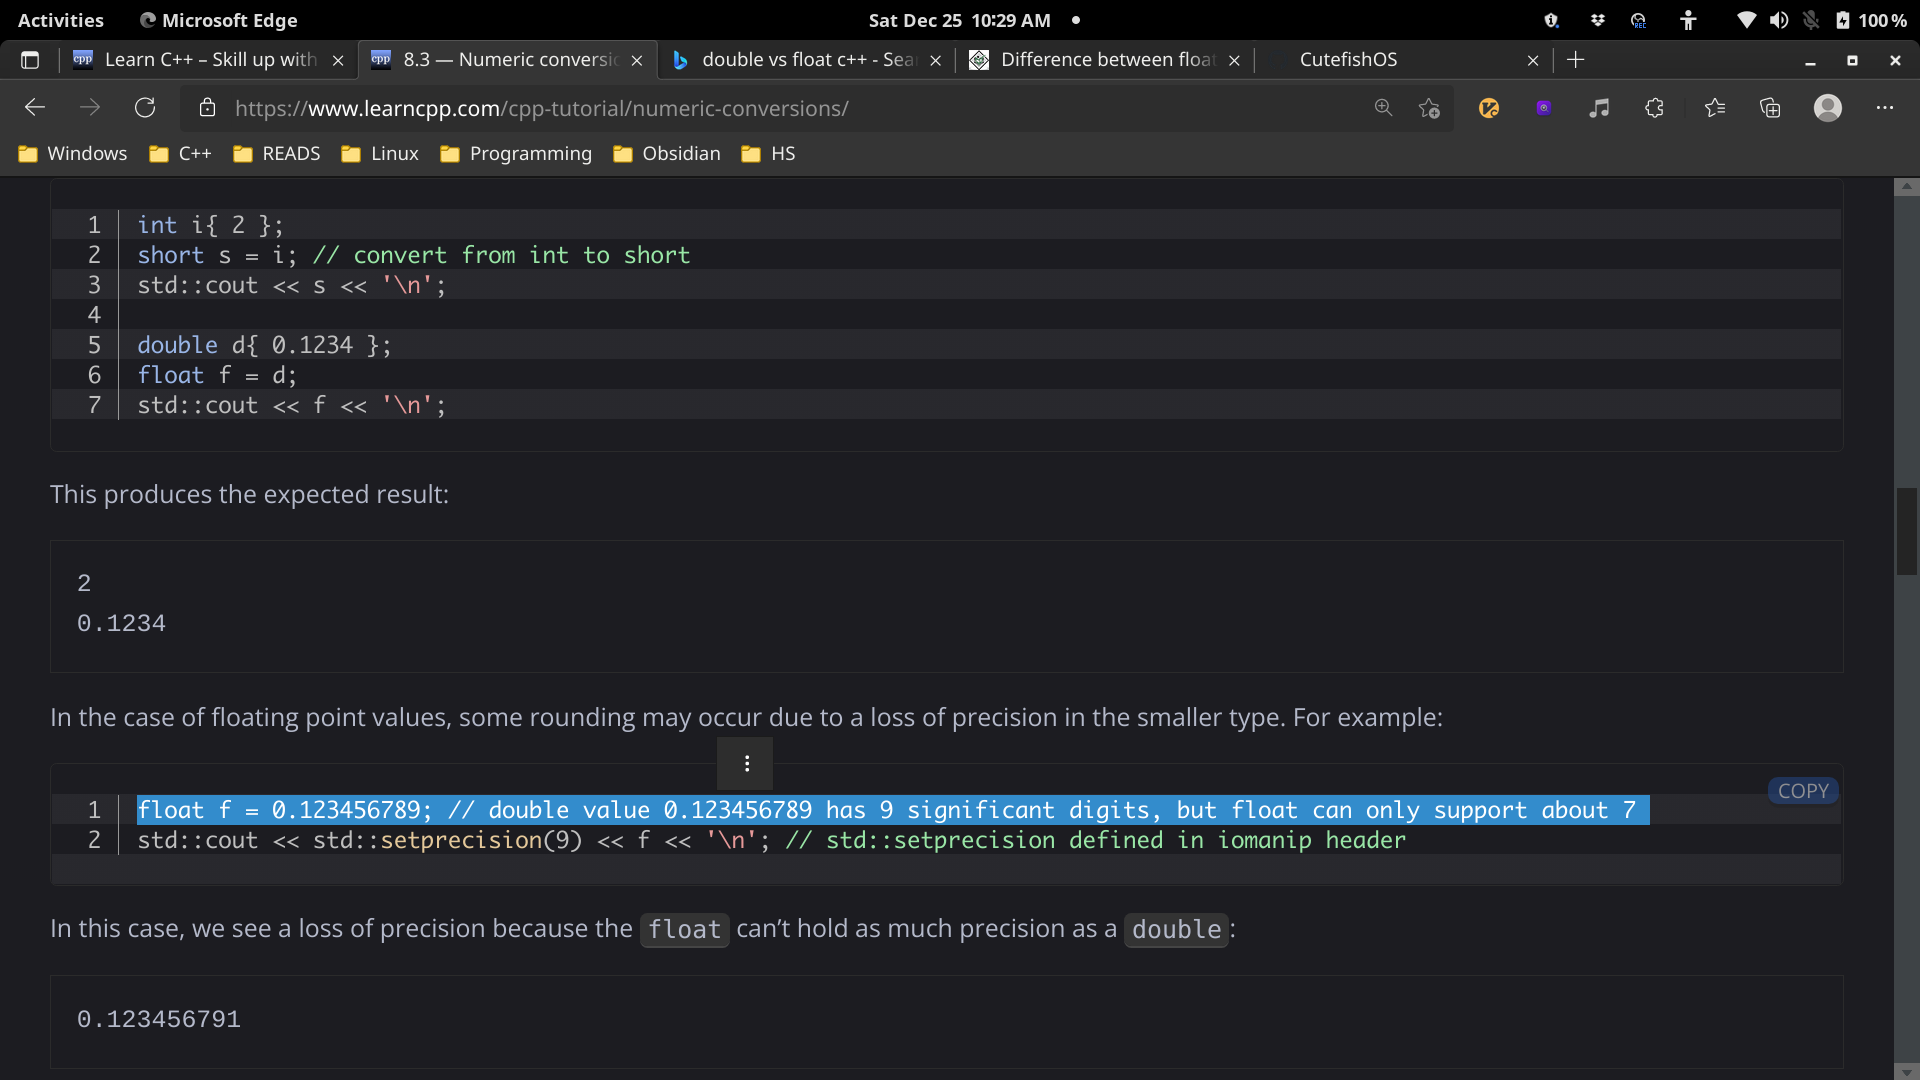 Activities Microsoft Edge Sat Dec 25 10:29 AM 100 %
Learn C++ – Skill up with 8.3 — Numeric conversio double vs float c++ - Sea Difference between float CutefishOS
https://www.learncpp.com/cpp-tutorial/numeric-conversions/
Windows C++ READS Linux Programming Obsidian HS
1 int i{ 2 };
2 short s = i; // convert from int to short
3 std::cout << s << '\n';
4
5 double d{ 0.1234 };
6 float f = d;
7 std::cout << f << '\n';
This produces the expected result:
2
0.1234
In the case of floating point values, some rounding may occur due to a loss of precision in the smaller type. For example:
COPY
1 float f = 0.123456789; // double value 0.123456789 has 9 significant digits, but float can only support about 7
2 std::cout << std::setprecision(9) << f << '\n'; // std::setprecision defined in iomanip header
In this case, we see a loss of precision because the float can’t hold as much precision as a double:
0.123456791